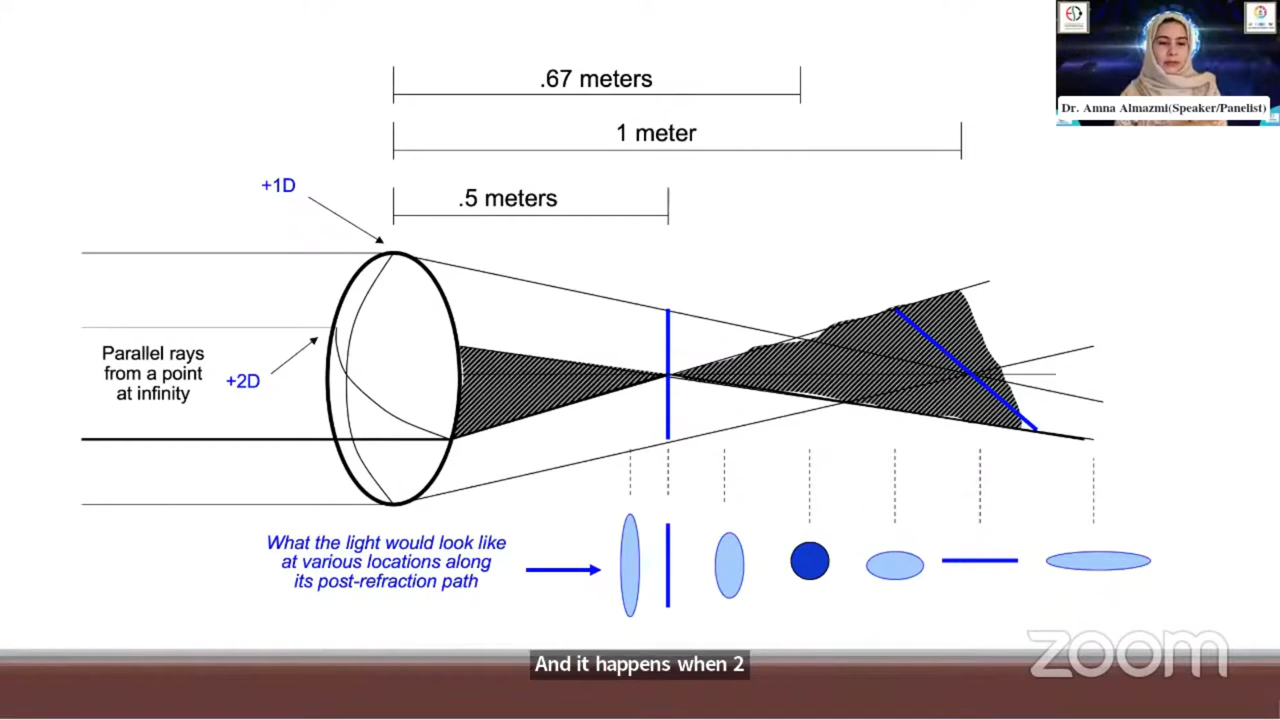 Dr. Amna Almazmi(Speaker/Panelist)
.67 meters
1 meter
.5 meters
+1D
+2D
Parallel rays
from a point
at infinity
What the light would look like
at various locations along
its post-refraction path
zoom
And it happens when 2